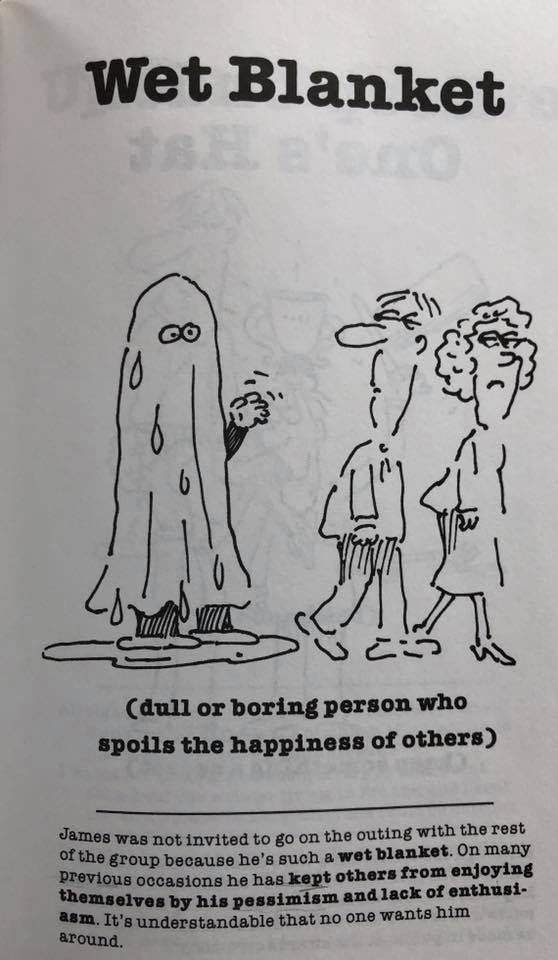 Wet Blanket
(dull or boring person who
spoils the happiness of others)
James was not invited to go on the outing with the rest
of the group because he's such a wet blanket. On many
previous occasions he has kept others from enjoying
themselves by his pessimism and lack of enthusi-
asm. It's understandable that no one wants him
around.